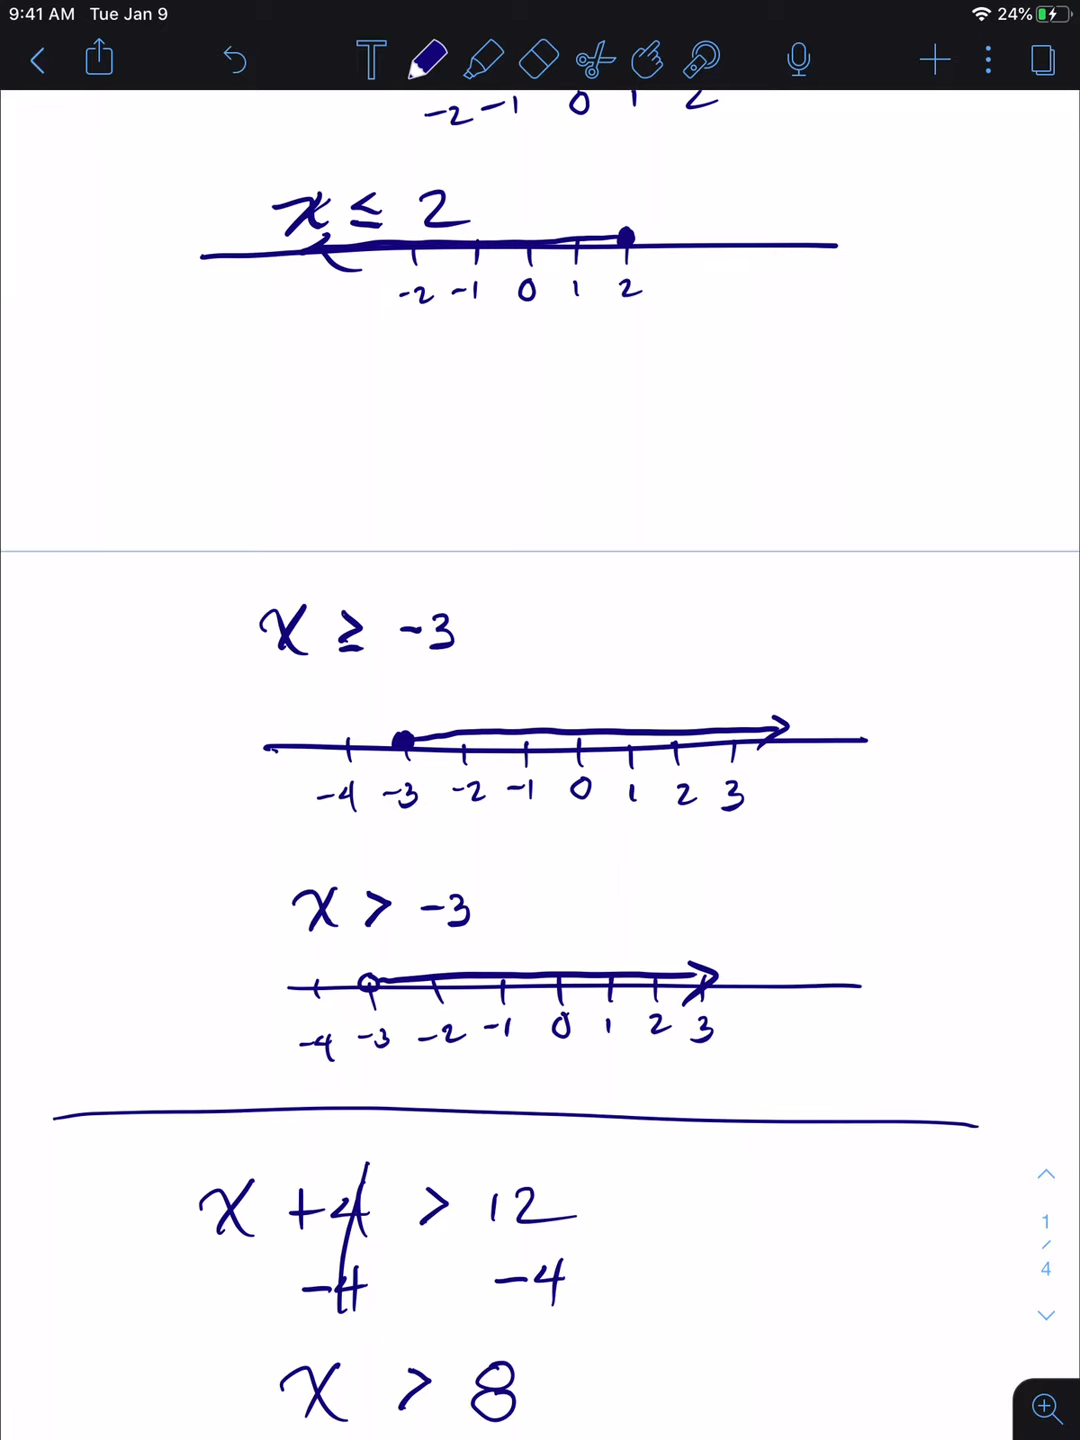 9:41 AM Tue Jan 9 24%
T
-2 -1 0 1 2
x ≤ 2
-2 -1 0 1 2
x ≥ -3
-4 -3 -2 -1 0 1 2 3
x > -3
-4 -3 -2 -1 0 1 2 3
x +4 > 12
-4 -4
x > 8
1
/
4